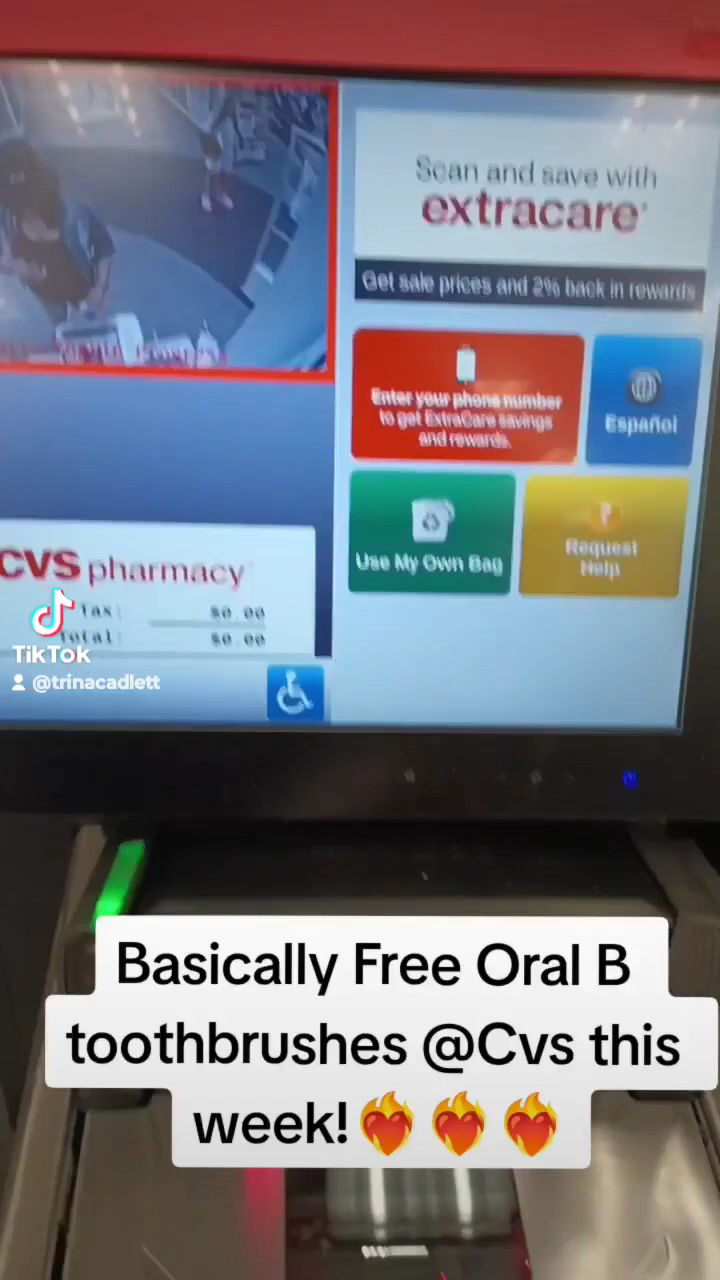 Scan and save with
extracare
Get sale prices and 2% back in rewards
Enter your phone number
to get ExtraCare savings
and rewards.
Español
Use My Own Bag
Request
Help
CVS pharmacy
Tax: $0.00
Total: $0.00
TikTok
@trinacadlett
Basically Free Oral B
toothbrushes @Cvs this
week!❤️‍🔥❤️‍🔥❤️‍🔥